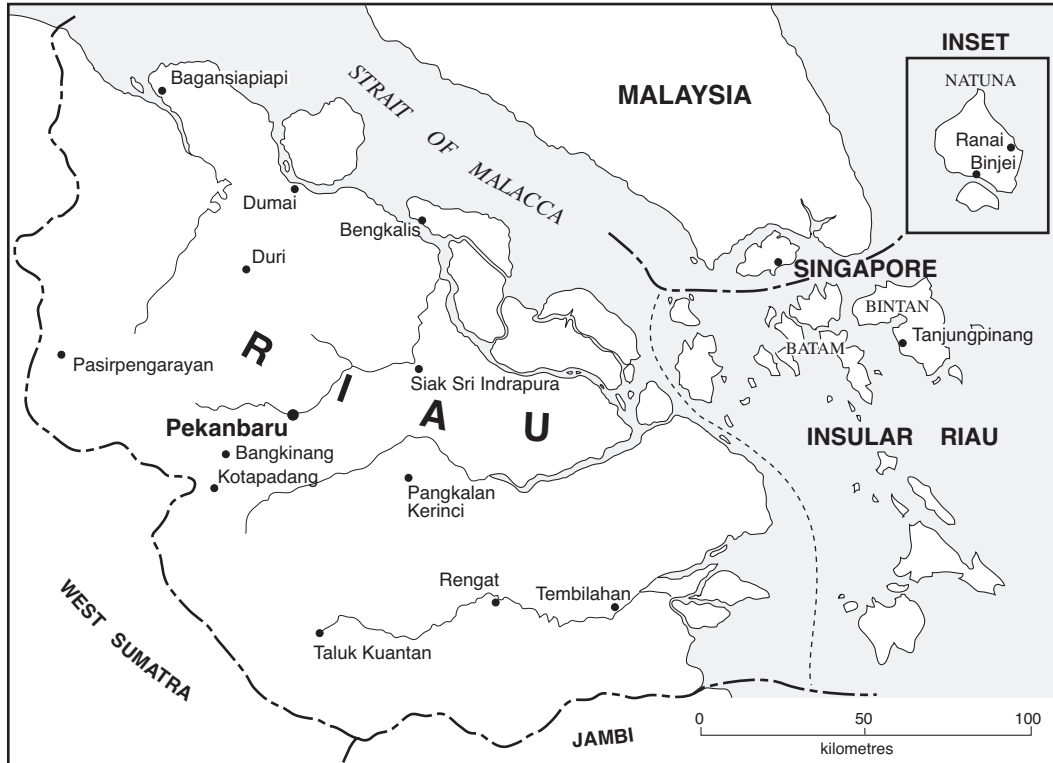 INSET
NATUNA
Ranai
Binjei
Bagansiapiapi
STRAIT OF MALACCA
MALAYSIA
Dumai
Bengkalis
Duri
SINGAPORE
BINTAN
Tanjungpinang
BATAM
Pasirpengarayan
RIAU
Siak Sri Indrapura
Pekanbaru
INSULAR RIAU
Bangkinang
Kotapadang
Pangkalan
Kerinci
Rengat
Tembilahan
Taluk Kuantan
WEST SUMATRA
JAMBI
0 50 100
kilometres